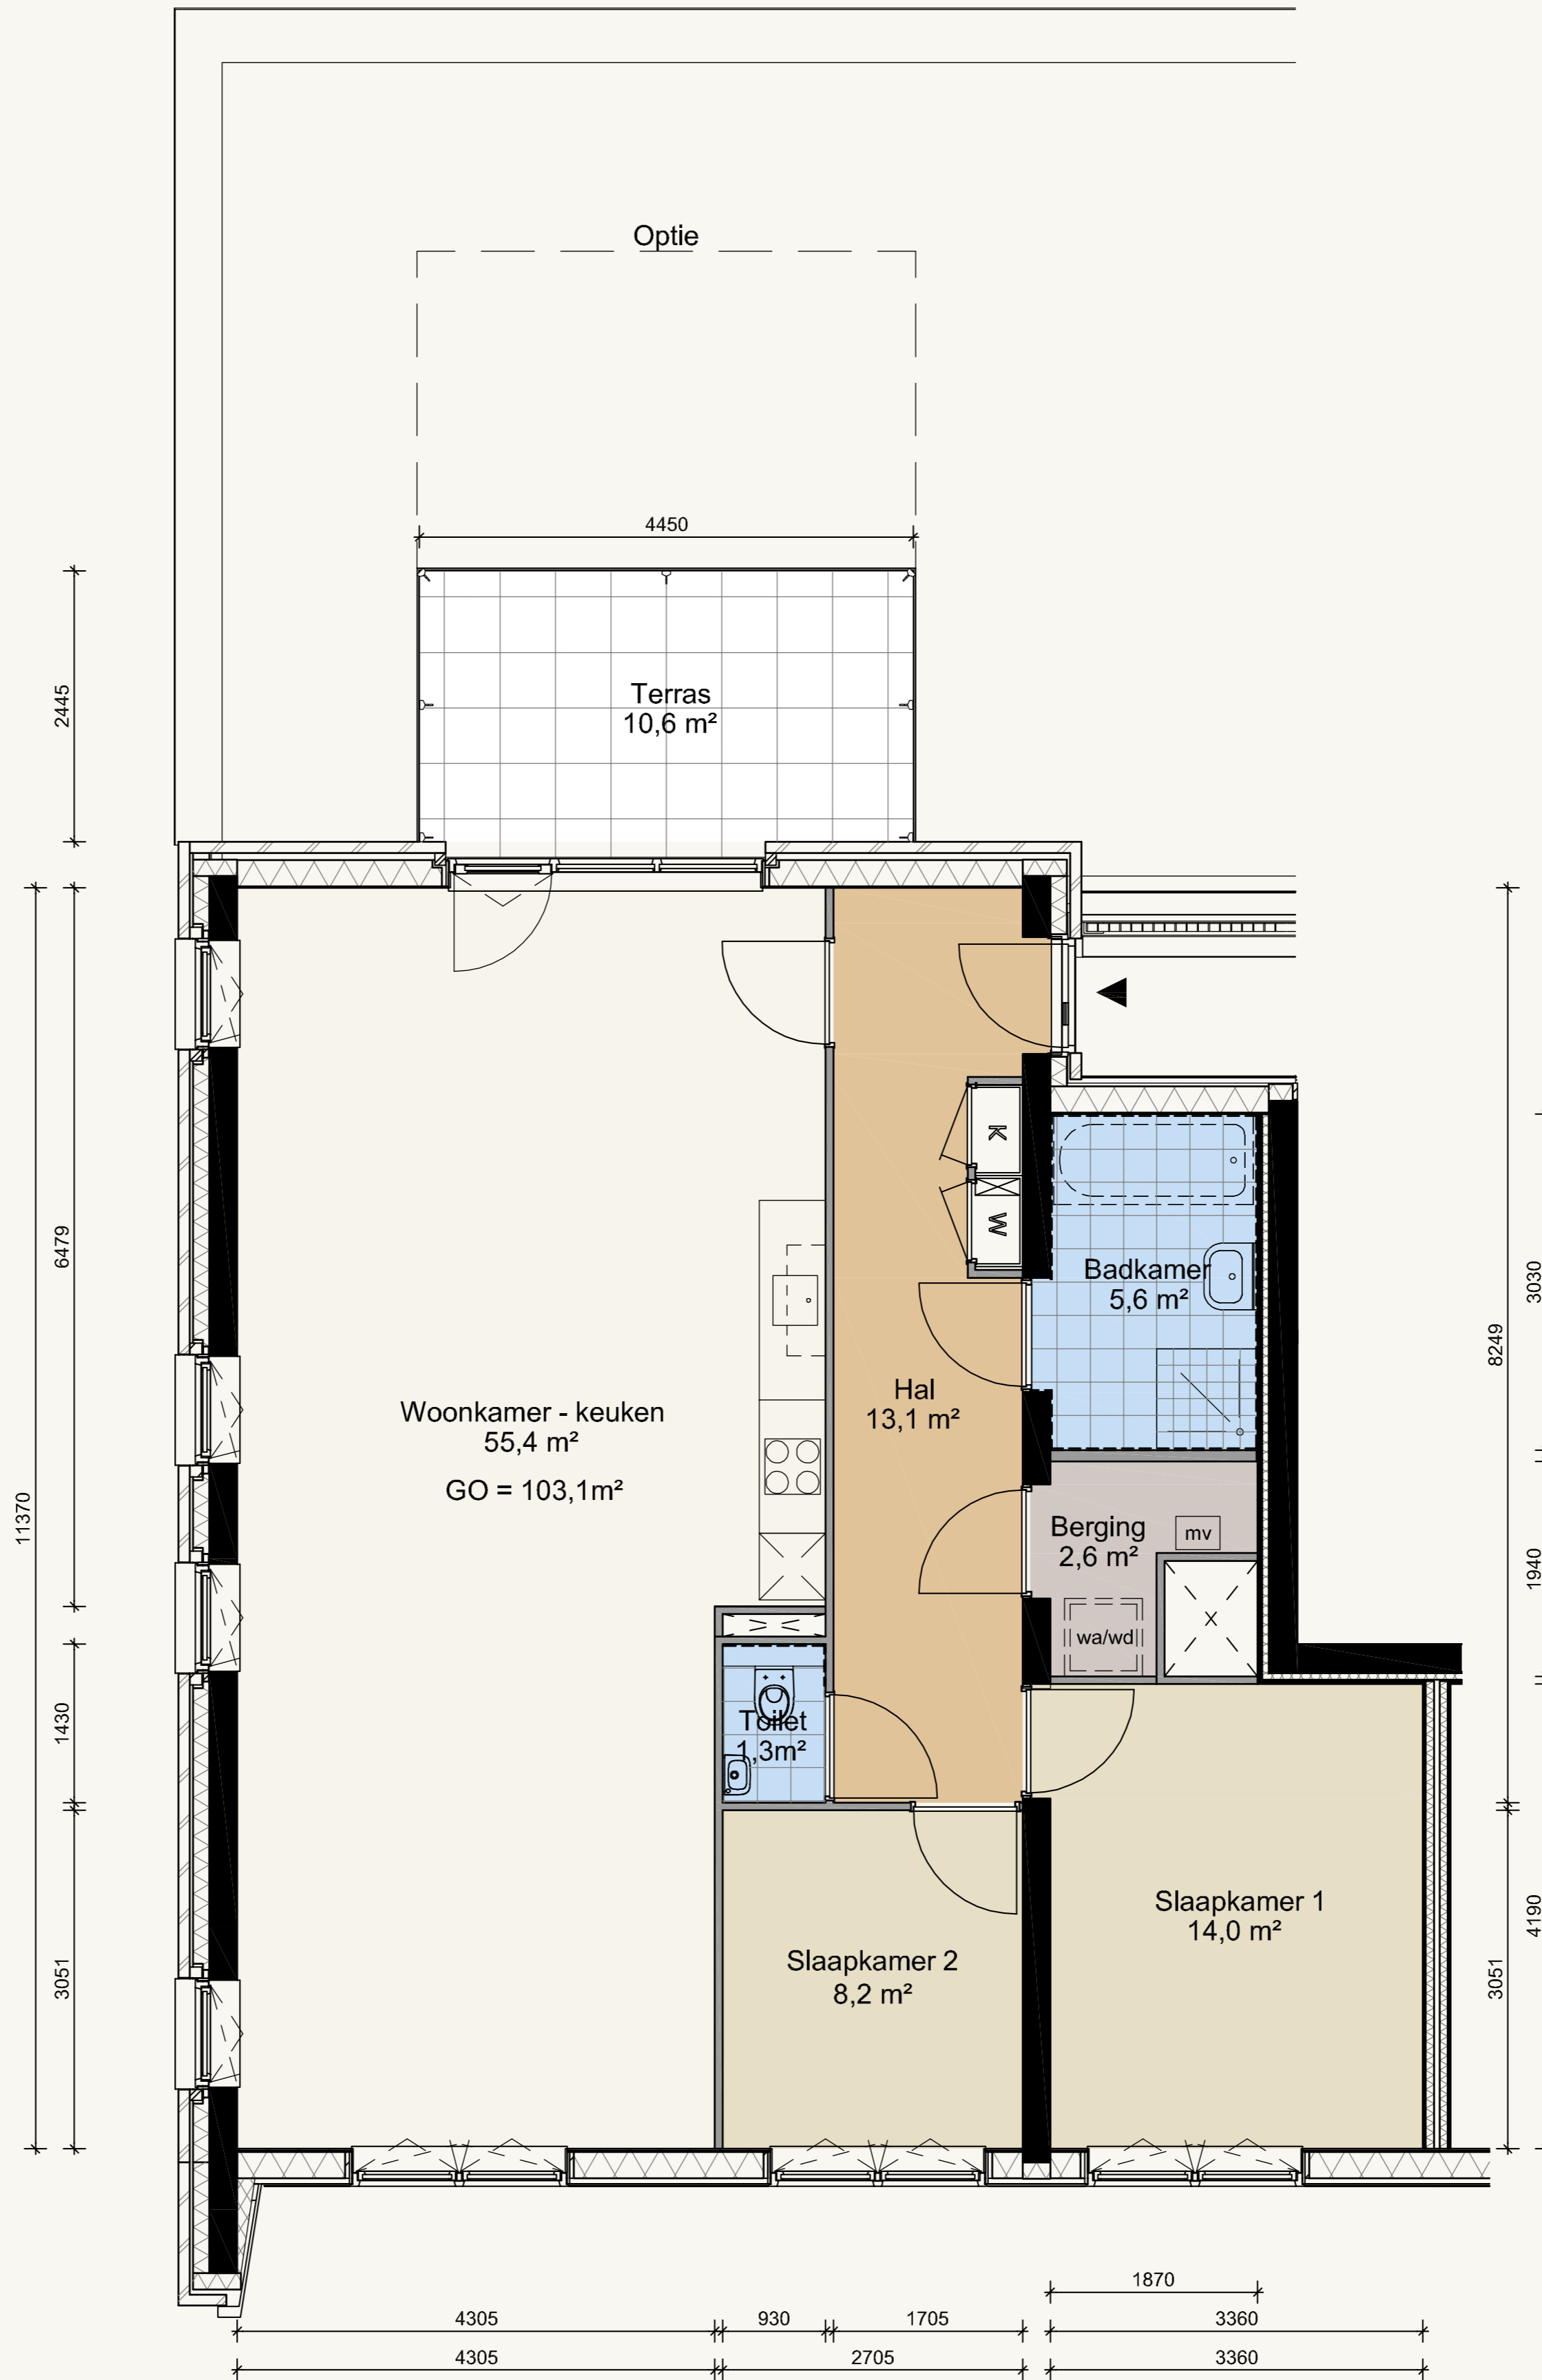 Optie
4450
2445
Terras
10,6 m²
11370
6479
1430
3051
K
W
Badkamer
5,6 m²
Hal
13,1 m²
Woonkamer - keuken
55,4 m²
GO = 103,1m²
Berging
2,6 m²
mv
wa/wd
Toilet
1,3m²
Slaapkamer 1
14,0 m²
Slaapkamer 2
8,2 m²
8249
3051
3030
1940
4190
1870
4305 930 1705 3360
4305 2705 3360